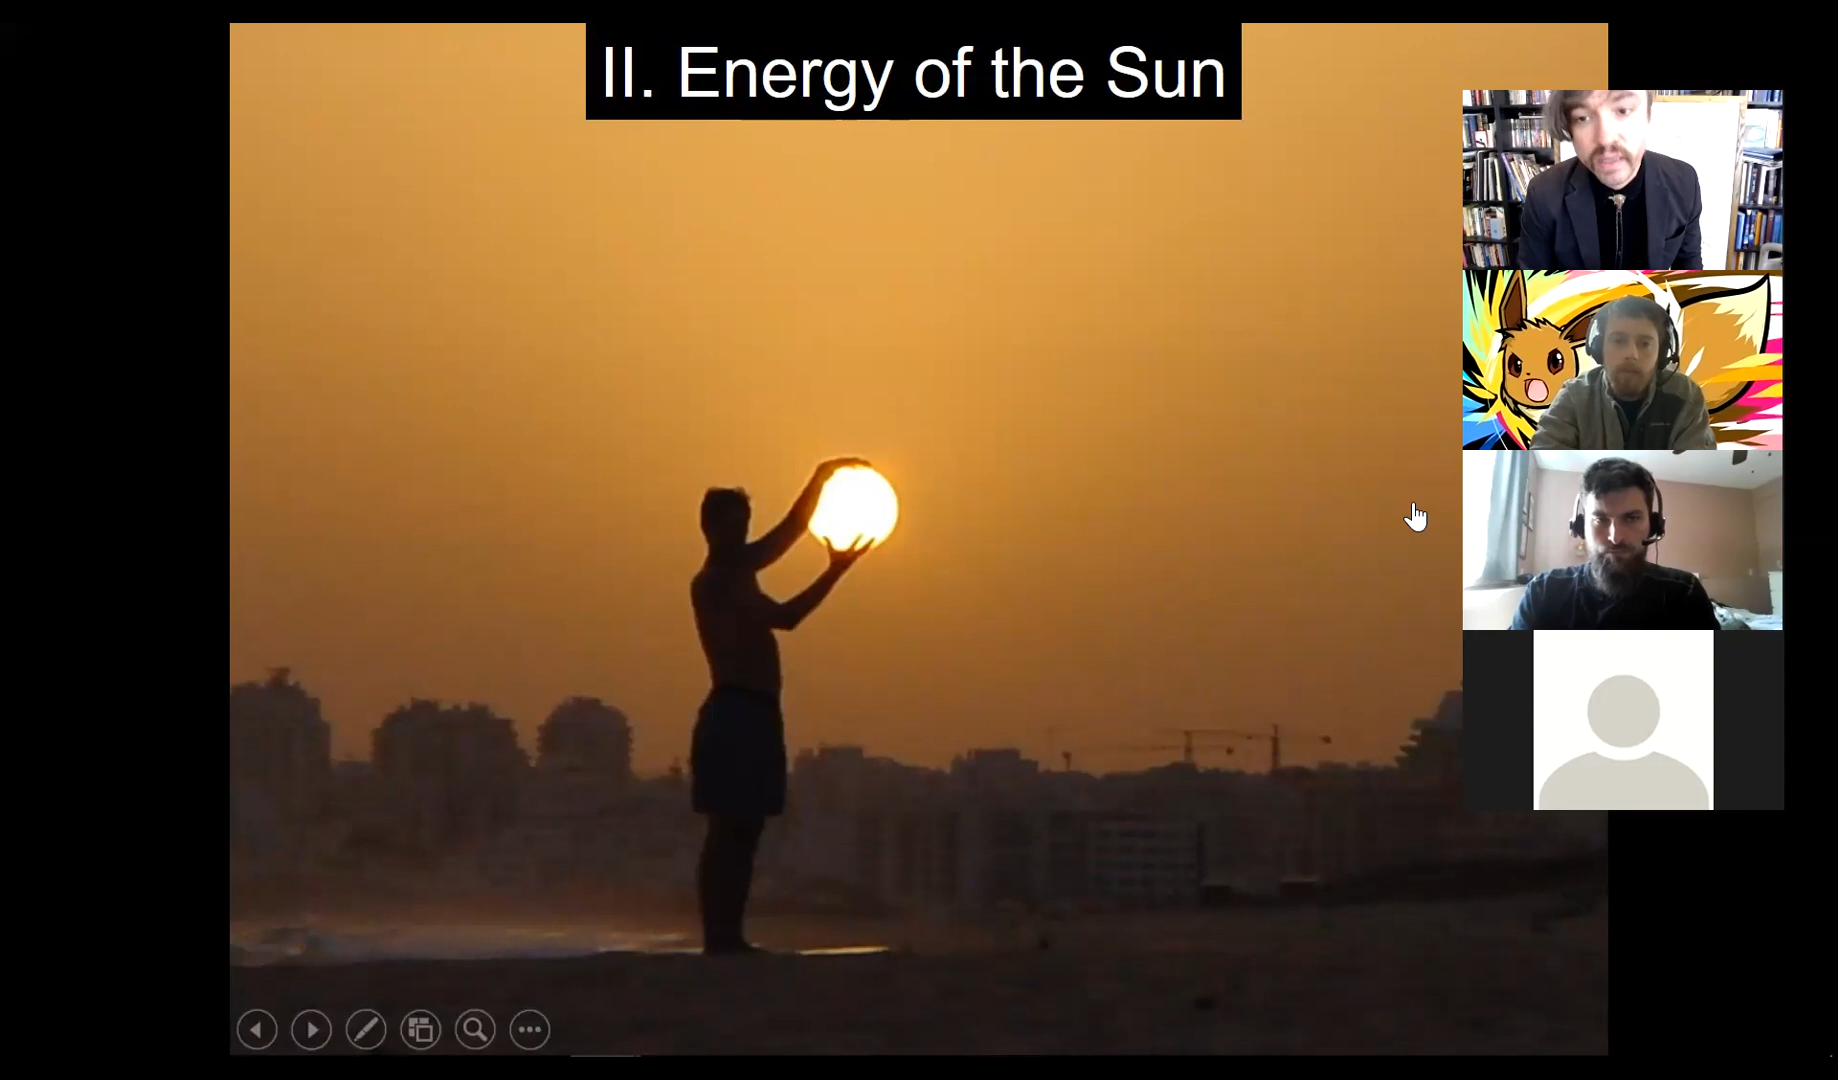 II. Energy of the Sun